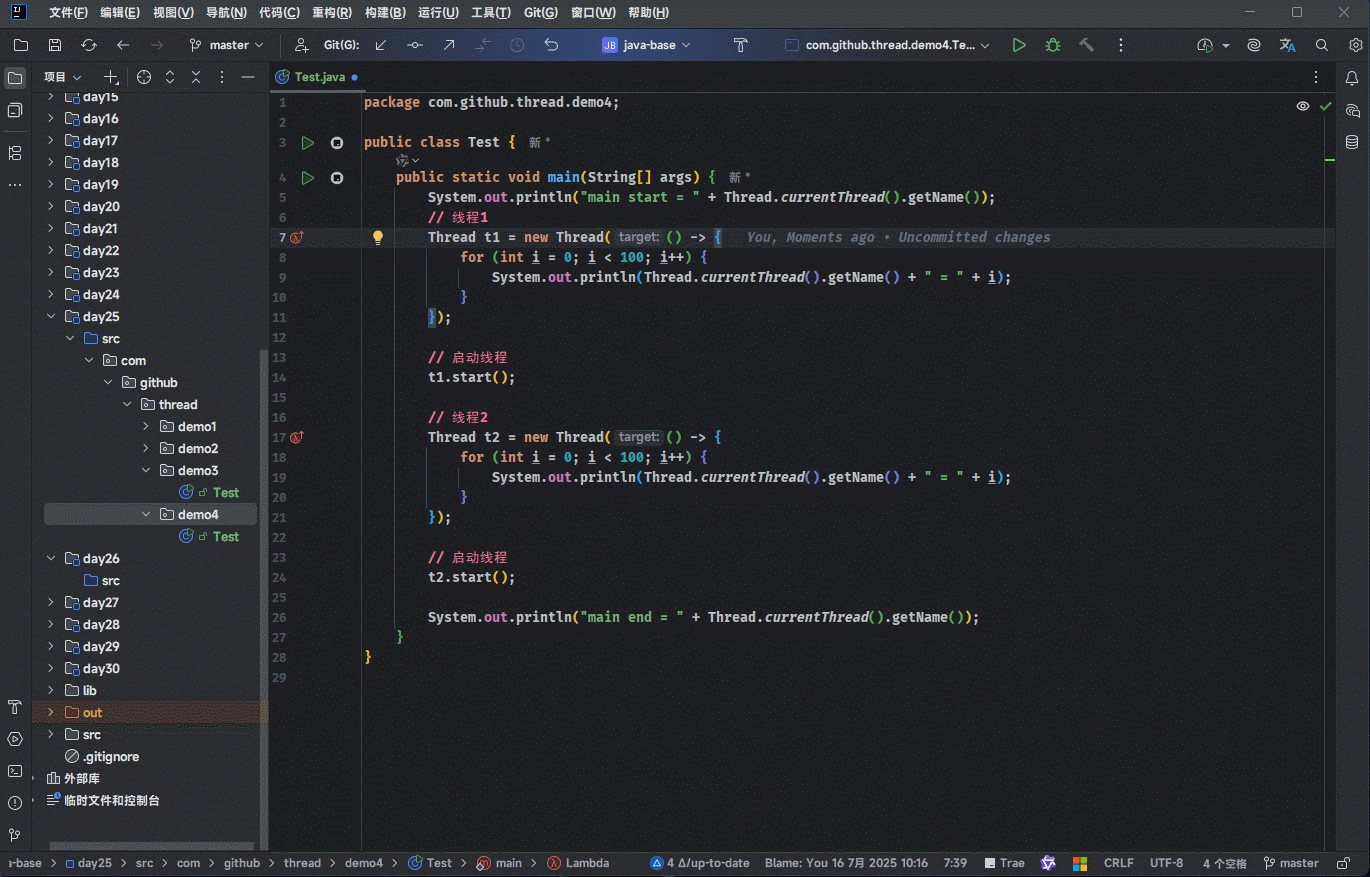 文件(F) 编辑(E) 视图(V) 导航(N) 代码(C) 重构(R) 构建(B) 运行(U) 工具(T) Git(G) 窗口(W) 帮助(H)
master Git(G): JB java-base com.github.thread.demo4.Te...
项目
Test.java
day15
day16
day17
day18
day19
day20
day21
day22
day23
day24
day25
src
com
github
thread
demo1
demo2
demo3
Test
demo4
Test
day26
src
day27
day28
day29
day30
lib
out
src
.gitignore
外部库
临时文件和控制台
1 package com.github.thread.demo4;
2
3 public class Test { 新 *
4 public static void main(String[] args) { 新 *
5 System.out.println("main start = " + Thread.currentThread().getName());
6 // 线程1
7 Thread t1 = new Thread( target: () -> { You, Moments ago • Uncommitted changes
8 for (int i = 0; i < 100; i++) {
9 System.out.println(Thread.currentThread().getName() + " = " + i);
10 }
11 });
12
13 // 启动线程
14 t1.start();
15
16 // 线程2
17 Thread t2 = new Thread( target: () -> {
18 for (int i = 0; i < 100; i++) {
19 System.out.println(Thread.currentThread().getName() + " = " + i);
20 }
21 });
22
23 // 启动线程
24 t2.start();
25
26 System.out.println("main end = " + Thread.currentThread().getName());
27 }
28 }
29
-base > day25 > src > com > github > thread > demo4 > Test > main > Lambda 4 Δ/up-to-date Blame: You 16 7月 2025 10:16 7:39 Trae CRLF UTF-8 4 个空格 master